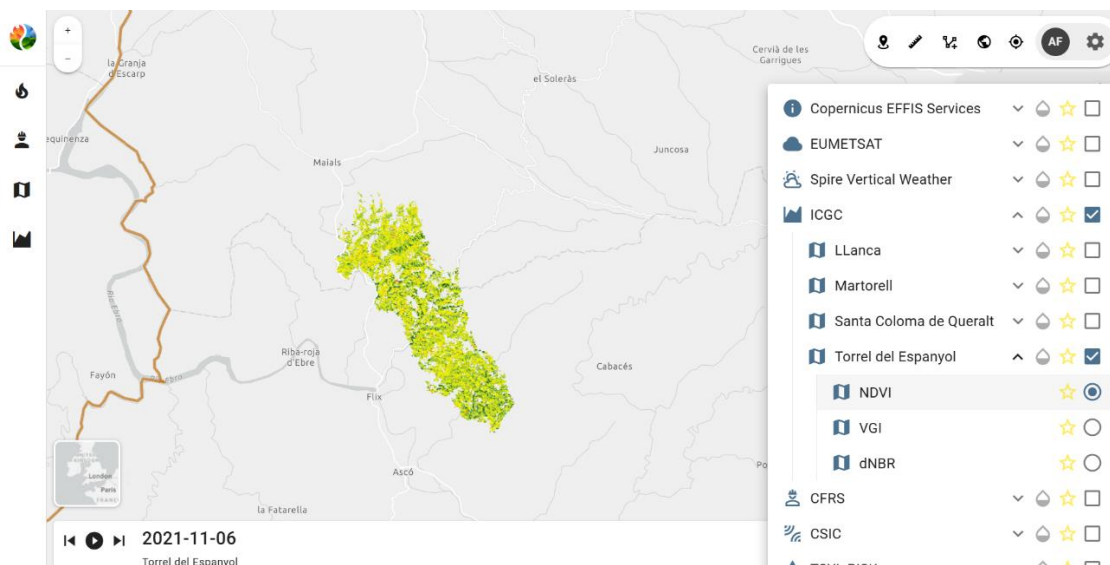 +
−
la Granja
d'Escarp
equinenza
Maials
el Soleràs
Cervià de les
Garrigues
Juncosa
Riba-roja
d'Ebre
Fayón
Flix
Cabacés
Ascó
la Fatarella
London
Paris
AF
Copernicus EFFIS Services
EUMETSAT
Spire Vertical Weather
ICGC
LLanca
Martorell
Santa Coloma de Queralt
Torrel del Espanyol
NDVI
VGI
dNBR
CFRS
CSIC
2021-11-06
Torrel del Espanyol